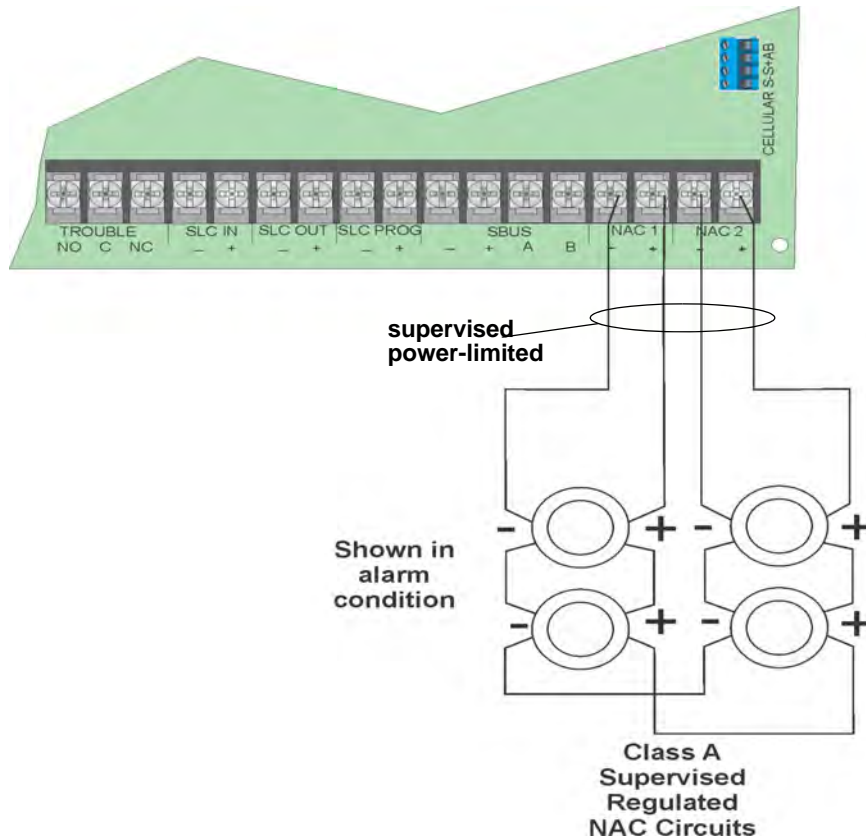 CELLULAR S-S+AB
TROUBLE SLC IN SLC OUT SLC PROG SBUS NAC 1 NAC 2
NO C NC – + – + – + – + A B – + – +
supervised
power-limited
- + - +
Shown in
alarm
condition
- + - +
Class A
Supervised
Regulated
NAC Circuits